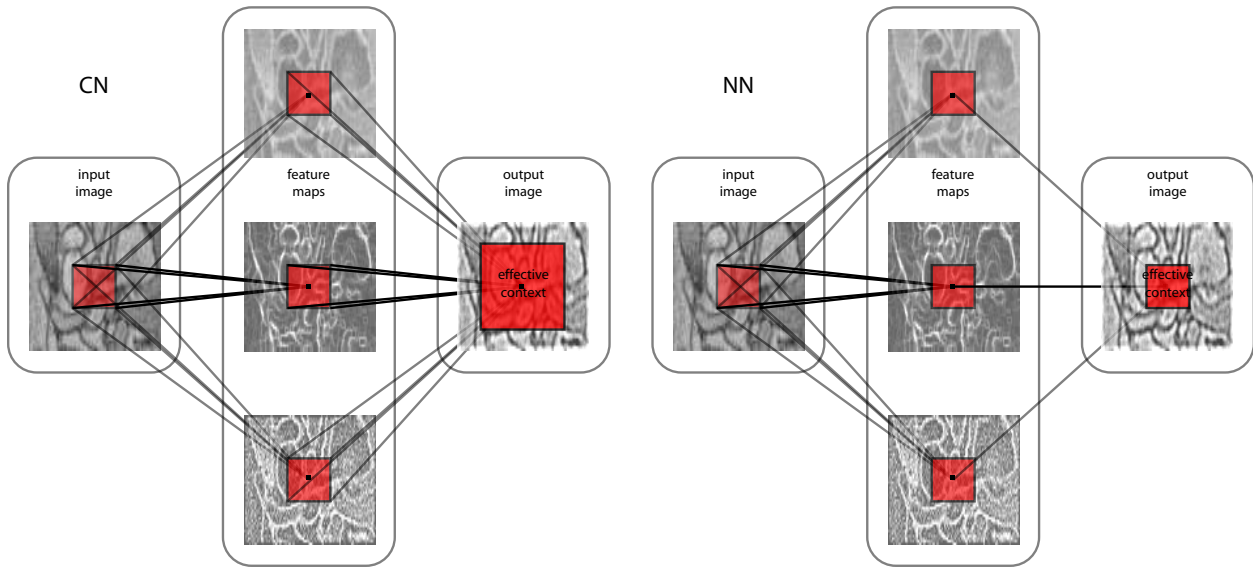 CN
input
image
feature
maps
output
image
effective
context
NN
input
image
feature
maps
output
image
effective
context